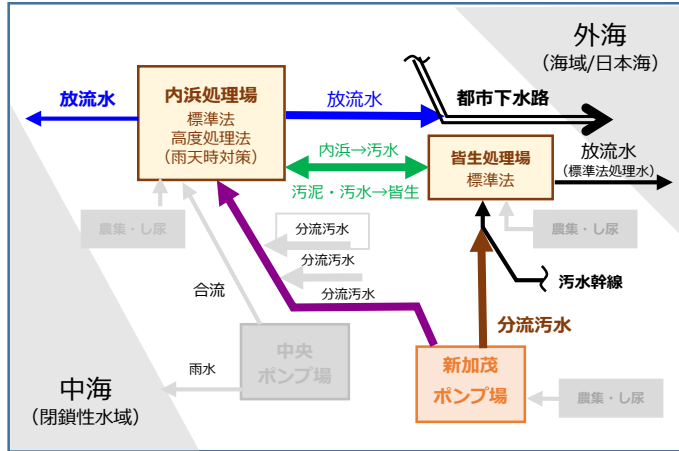 外海
(海域/日本海)
放流水
内浜処理場
標準法
高度処理法
(雨天時対策)
放流水
都市下水路
内浜→汚水
汚泥・汚水→皆生
皆生処理場
標準法
放流水
(標準法処理水)
農集・し尿
分流汚水
分流汚水
分流汚水
農集・し尿
合流
汚水幹線
分流汚水
中央
ポンプ場
雨水
新加茂
ポンプ場
農集・し尿
中海
(閉鎖性水域)